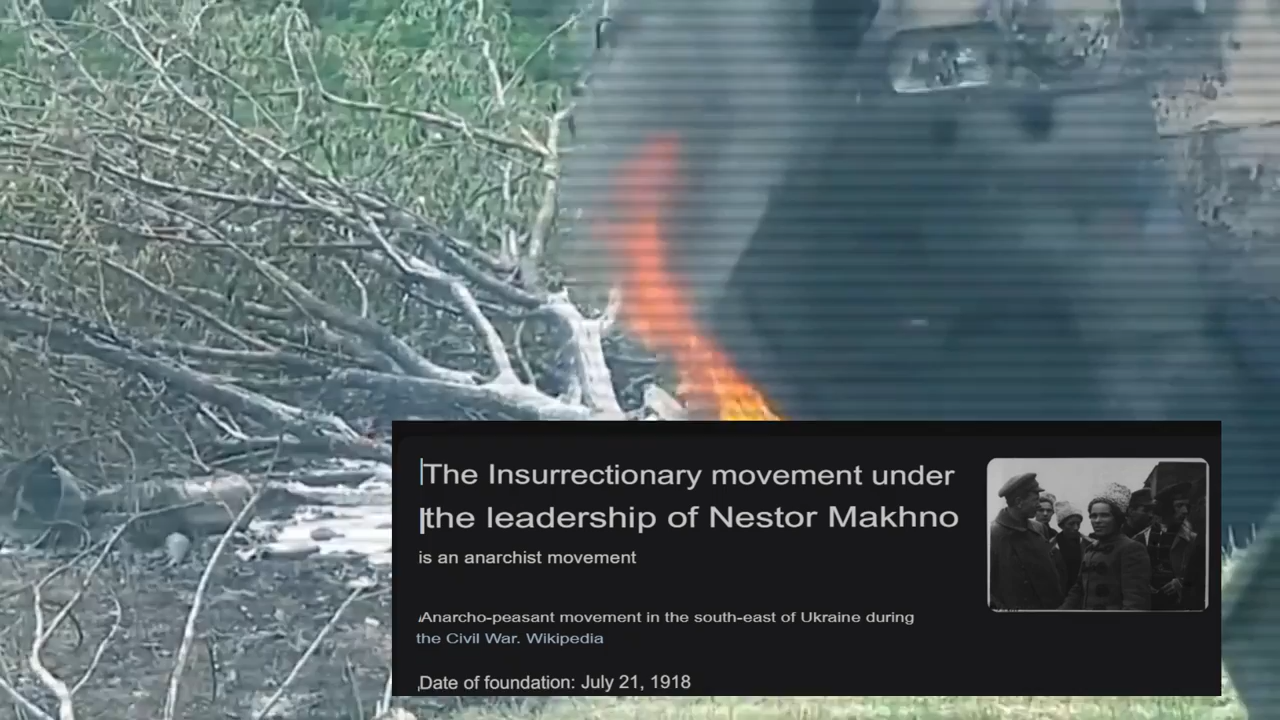 The Insurrectionary movement under
the leadership of Nestor Makhno
is an anarchist movement
Anarcho-peasant movement in the south-east of Ukraine during
the Civil War. Wikipedia
Date of foundation: July 21, 1918